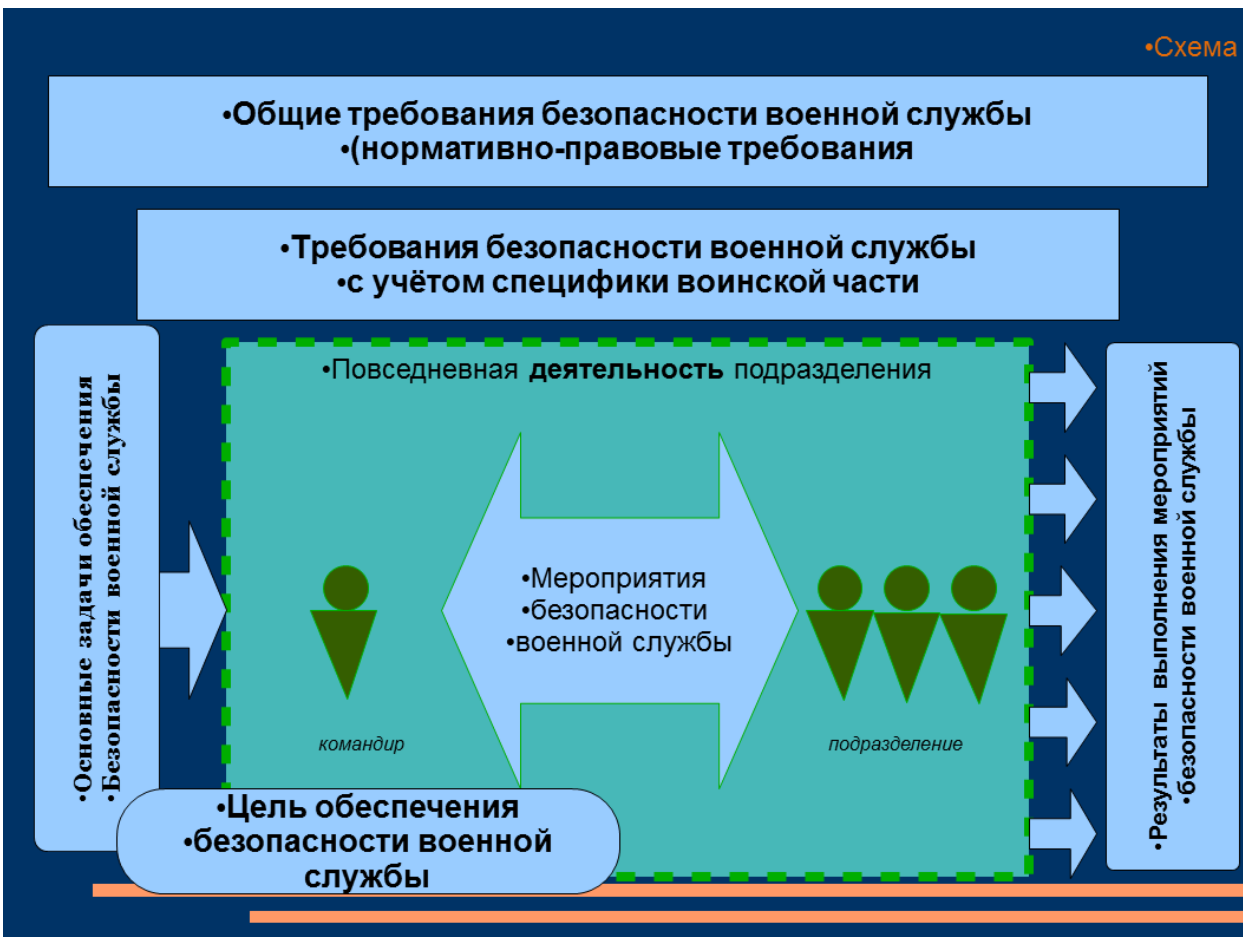 •Схема
•Общие требования безопасности военной службы
•(нормативно-правовые требования
•Требования безопасности военной службы
•с учётом специфики воинской части
•Основные задачи обеспечения
•Безопасности военной службы
•Повседневная деятельность подразделения
•Мероприятия
•безопасности
•военной службы
командир
подразделение
•Цель обеспечения
•безопасности военной
службы
•Результаты выполнения мероприятий
•безопасности военной службы